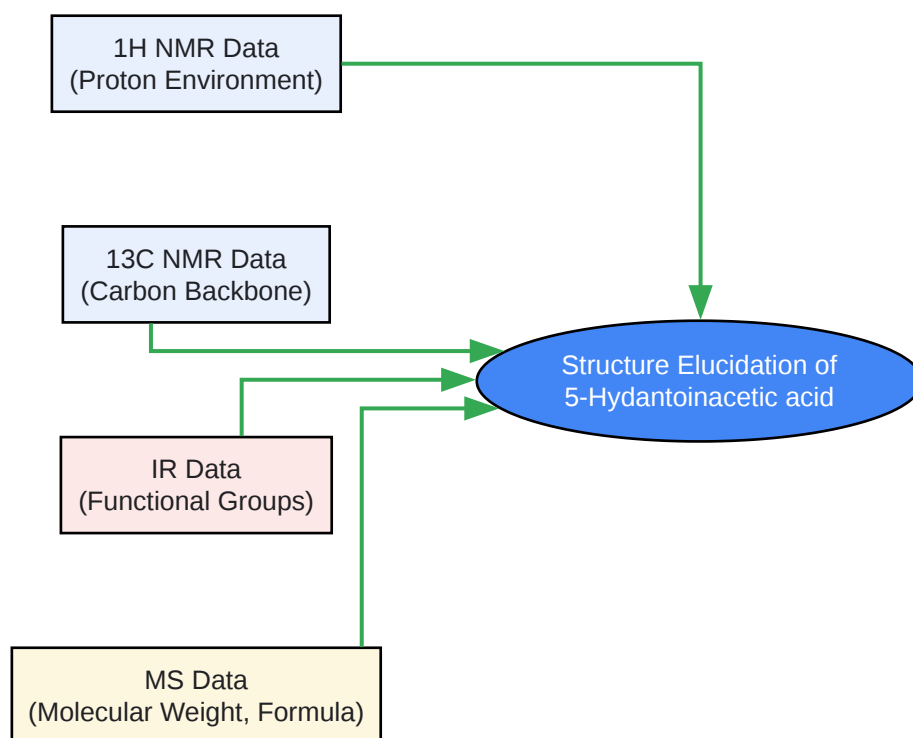 1H NMR Data
(Proton Environment)
13C NMR Data
(Carbon Backbone)
Structure Elucidation of
5-Hydantoinacetic acid
IR Data
(Functional Groups)
MS Data
(Molecular Weight, Formula)